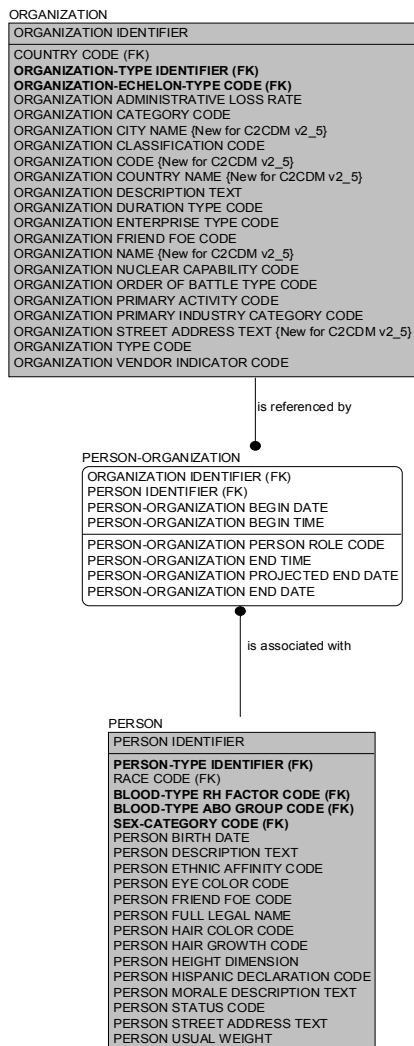 ORGANIZATION
ORGANIZATION IDENTIFIER
COUNTRY CODE (FK)
ORGANIZATION-TYPE IDENTIFIER (FK)
ORGANIZATION-ECHELON-TYPE CODE (FK)
ORGANIZATION ADMINISTRATIVE LOSS RATE
ORGANIZATION CATEGORY CODE
ORGANIZATION CITY NAME {New for C2CDM v2_5}
ORGANIZATION CLASSIFICATION CODE
ORGANIZATION CODE {New for C2CDM v2_5}
ORGANIZATION COUNTRY NAME {New for C2CDM v2_5}
ORGANIZATION DESCRIPTION TEXT
ORGANIZATION DURATION TYPE CODE
ORGANIZATION ENTERPRISE TYPE CODE
ORGANIZATION FRIEND FOE CODE
ORGANIZATION NAME {New for C2CDM v2_5}
ORGANIZATION NUCLEAR CAPABILITY CODE
ORGANIZATION ORDER OF BATTLE TYPE CODE
ORGANIZATION PRIMARY ACTIVITY CODE
ORGANIZATION PRIMARY INDUSTRY CATEGORY CODE
ORGANIZATION STREET ADDRESS TEXT {New for C2CDM v2_5}
ORGANIZATION TYPE CODE
ORGANIZATION VENDOR INDICATOR CODE
is referenced by
PERSON-ORGANIZATION
ORGANIZATION IDENTIFIER (FK)
PERSON IDENTIFIER (FK)
PERSON-ORGANIZATION BEGIN DATE
PERSON-ORGANIZATION BEGIN TIME
PERSON-ORGANIZATION PERSON ROLE CODE
PERSON-ORGANIZATION END TIME
PERSON-ORGANIZATION PROJECTED END DATE
PERSON-ORGANIZATION END DATE
is associated with
PERSON
PERSON IDENTIFIER
PERSON-TYPE IDENTIFIER (FK)
RACE CODE (FK)
BLOOD-TYPE RH FACTOR CODE (FK)
BLOOD-TYPE ABO GROUP CODE (FK)
SEX-CATEGORY CODE (FK)
PERSON BIRTH DATE
PERSON DESCRIPTION TEXT
PERSON ETHNIC AFFINITY CODE
PERSON EYE COLOR CODE
PERSON FRIEND FOE CODE
PERSON FULL LEGAL NAME
PERSON HAIR COLOR CODE
PERSON HAIR GROWTH CODE
PERSON HEIGHT DIMENSION
PERSON HISPANIC DECLARATION CODE
PERSON MORALE DESCRIPTION TEXT
PERSON STATUS CODE
PERSON STREET ADDRESS TEXT
PERSON USUAL WEIGHT